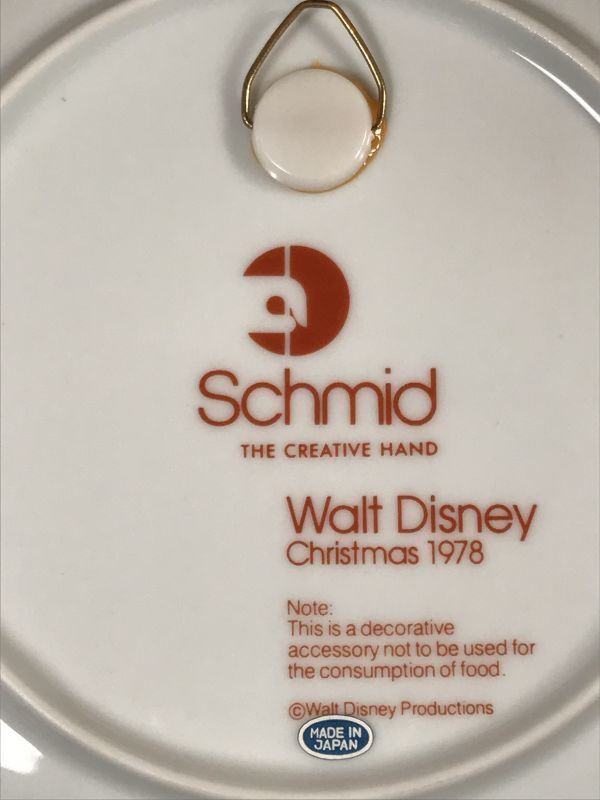 Schmid
THE CREATIVE HAND
Walt Disney
Christmas 1978
Note:
This is a decorative
accessory not to be used for
the consumption of food.
©Walt Disney Productions
MADE IN
JAPAN